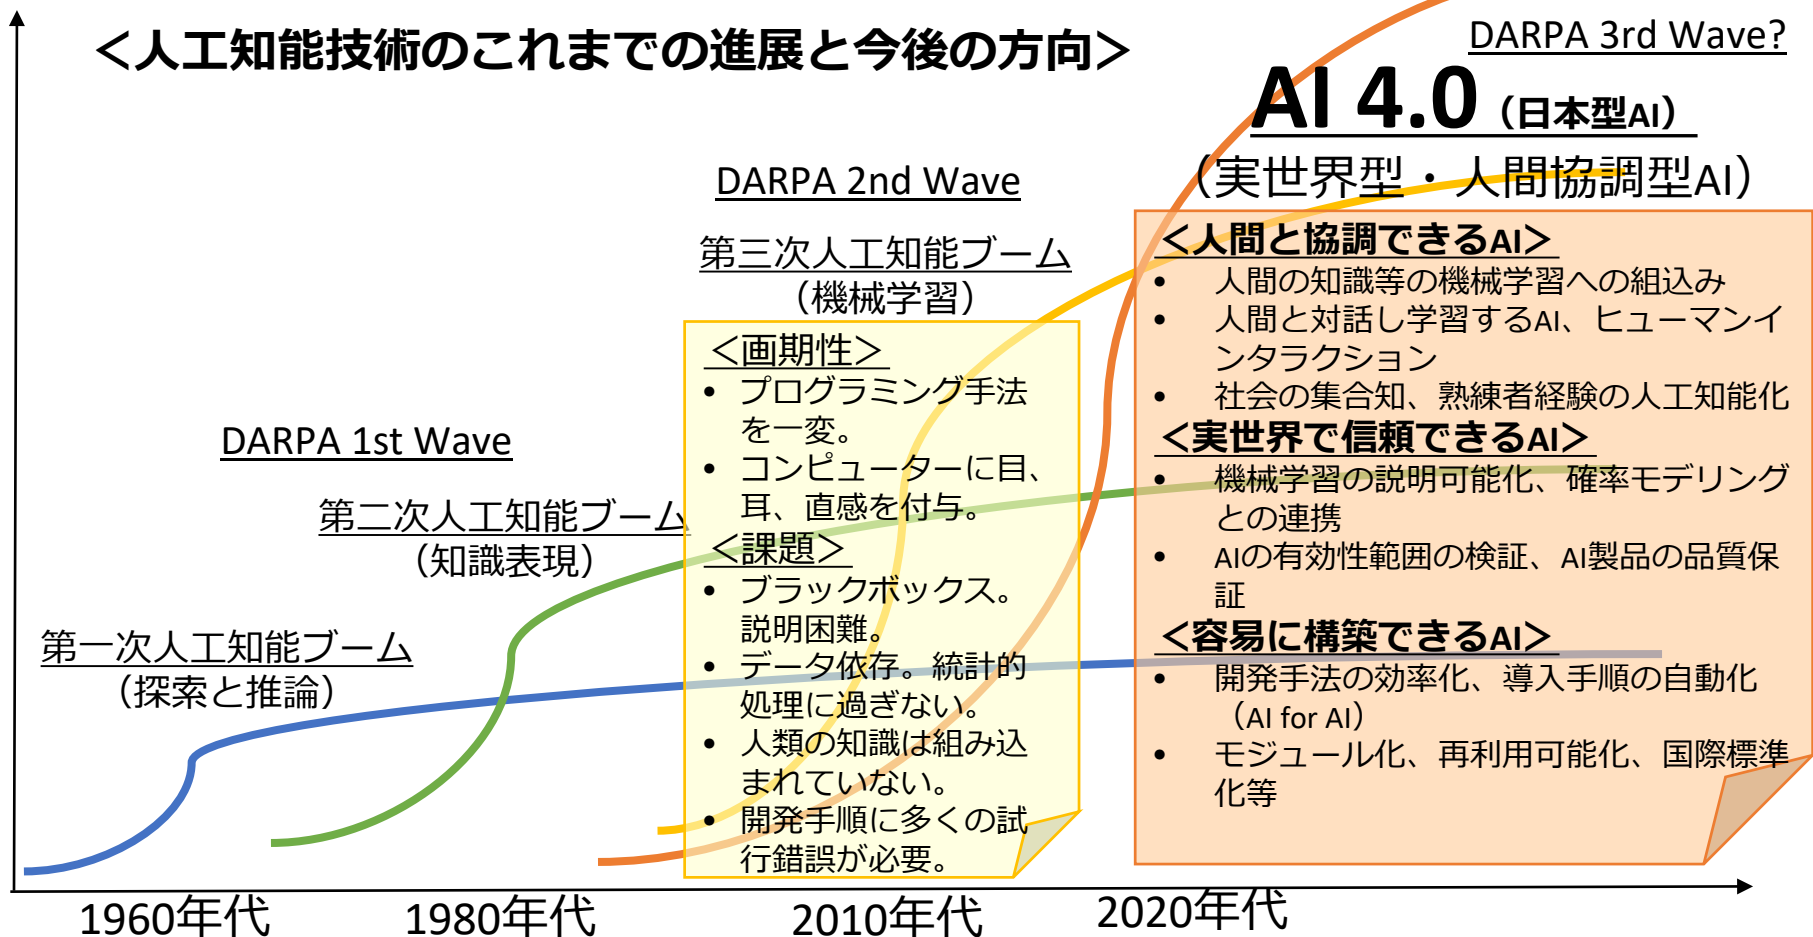 ＜人工知能技術のこれまでの進展と今後の方向＞
DARPA 3rd Wave?
AI 4.0（日本型AI）
（実世界型・人間協調型AI）
＜人間と協調できるAI＞
• 人間の知識等の機械学習への組込み
• 人間と対話し学習するAI、ヒューマンイ
ンタラクション
• 社会の集合知、熟練者経験の人工知能化
＜実世界で信頼できるAI＞
• 機械学習の説明可能化、確率モデリング
との連携
• AIの有効性範囲の検証、AI製品の品質保
証
＜容易に構築できるAI＞
• 開発手法の効率化、導入手順の自動化
（AI for AI）
• モジュール化、再利用可能化、国際標準
化等
DARPA 2nd Wave
第三次人工知能ブーム
（機械学習）
＜画期性＞
• プログラミング手法
を一変。
• コンピューターに目、
耳、直感を付与。
＜課題＞
• ブラックボックス。
説明困難。
• データ依存。統計的
処理に過ぎない。
• 人類の知識は組み込
まれていない。
• 開発手順に多くの試
行錯誤が必要。
DARPA 1st Wave
第二次人工知能ブーム
（知識表現）
第一次人工知能ブーム
（探索と推論）
1960年代
1980年代
2010年代
2020年代